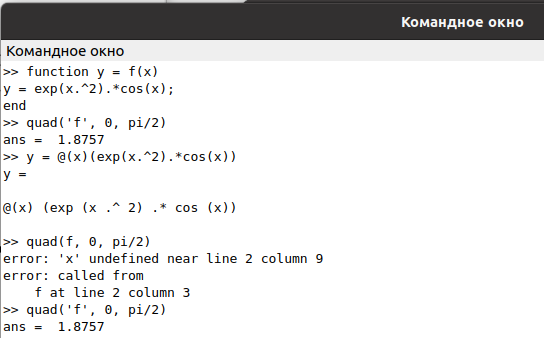 Командное окно
Командное окно
>> function y = f(x)
y = exp(x.^2).*cos(x);
end
>> quad('f', 0, pi/2)
ans =  1.8757
>> y = @(x)(exp(x.^2).*cos(x))
y =

@(x) (exp (x .^ 2) .* cos (x))

>> quad(f, 0, pi/2)
error: 'x' undefined near line 2 column 9
error: called from
    f at line 2 column 3
>> quad('f', 0, pi/2)
ans =  1.8757